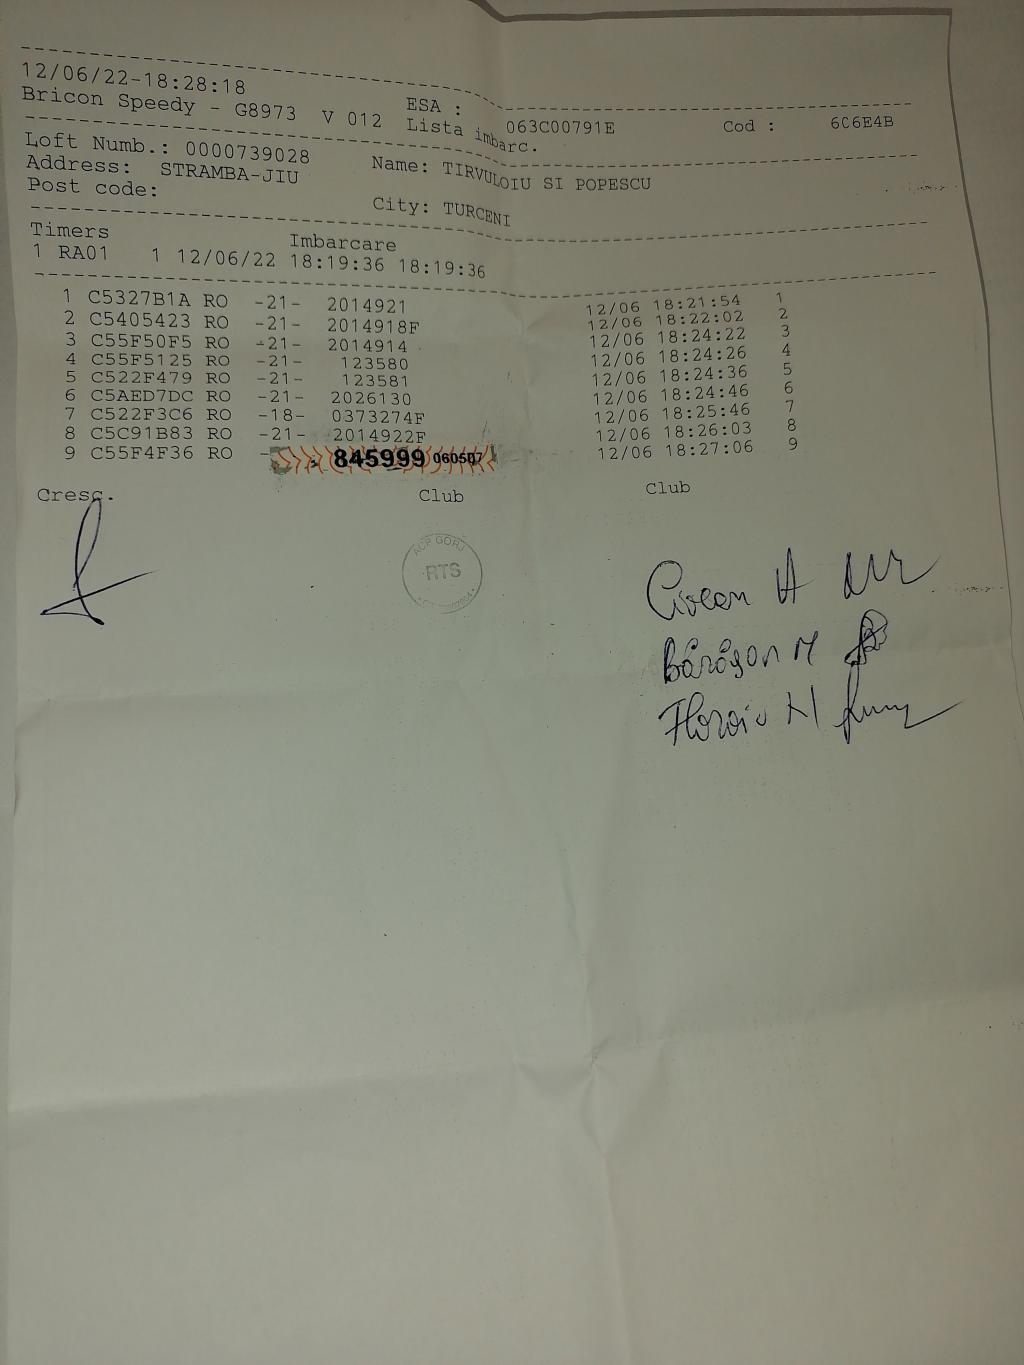 12/06/22-18:28:18
Bricon Speedy - G8973 V 012 ESA : 063C00791E Cod : 6C6E4B
Lista imbarc.
Loft Numb.: 0000739028 Name: TIRVULOIU SI POPESCU
Address: STRAMBA-JIU
Post code: City: TURCENI
Timers Imbarcare
1 RA01 1 12/06/22 18:19:36 18:19:36
1 C5327B1A RO -21- 2014921 12/06 18:21:54 1
2 C5405423 RO -21- 2014918F 12/06 18:22:02 2
3 C55F50F5 RO -21- 2014914 12/06 18:24:22 3
4 C55F5125 RO -21- 123580 12/06 18:24:26 4
5 C522F479 RO -21- 123581 12/06 18:24:36 5
6 C5AED7DC RO -21- 2026130 12/06 18:24:46 6
7 C522F3C6 RO -18- 0373274F 12/06 18:25:46 7
8 C5C91B83 RO -21- 2014922F 12/06 18:26:03 8
9 C55F4F36 RO - 845999 060507 12/06 18:27:06 9
Cresc. Club Club
ACP GORJ
RTS